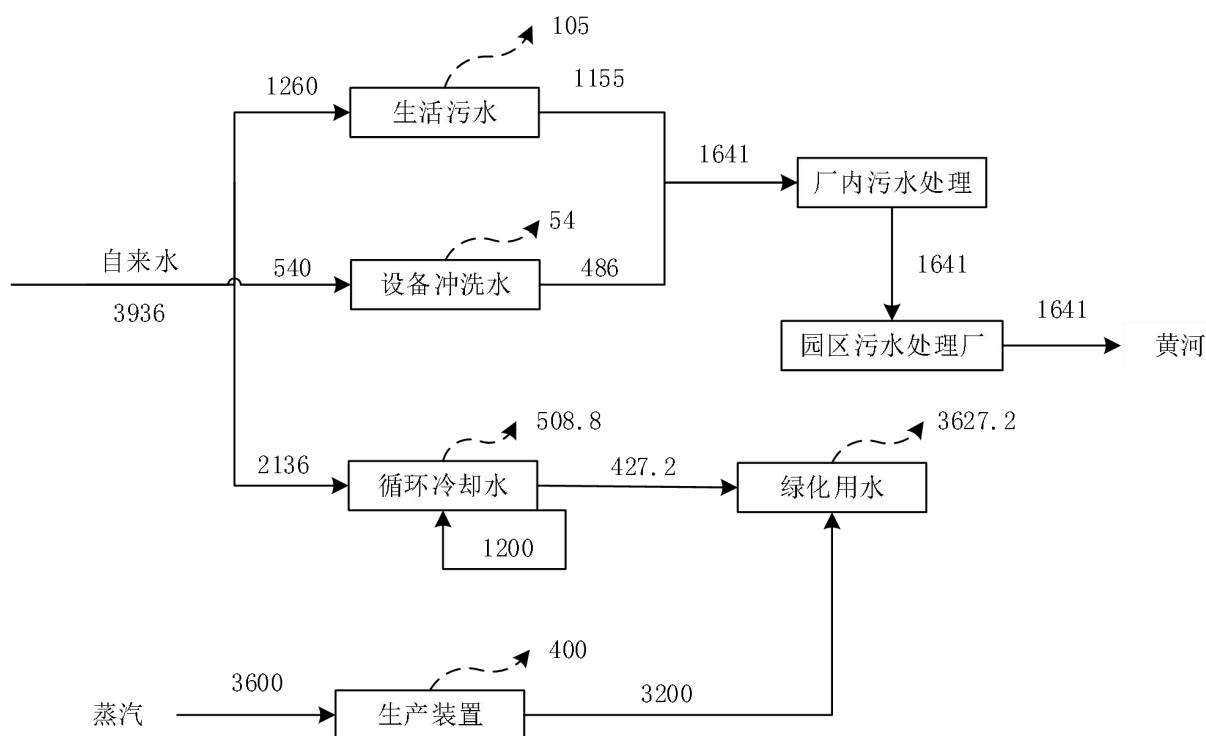 105
1260
1155
生活污水
1641
厂内污水处理
54
自来水
540
设备冲洗水
486
1641
3936
1641
园区污水处理厂
黄河
508.8
3627.2
2136
427.2
循环冷却水
绿化用水
1200
400
3600
3200
蒸汽
生产装置